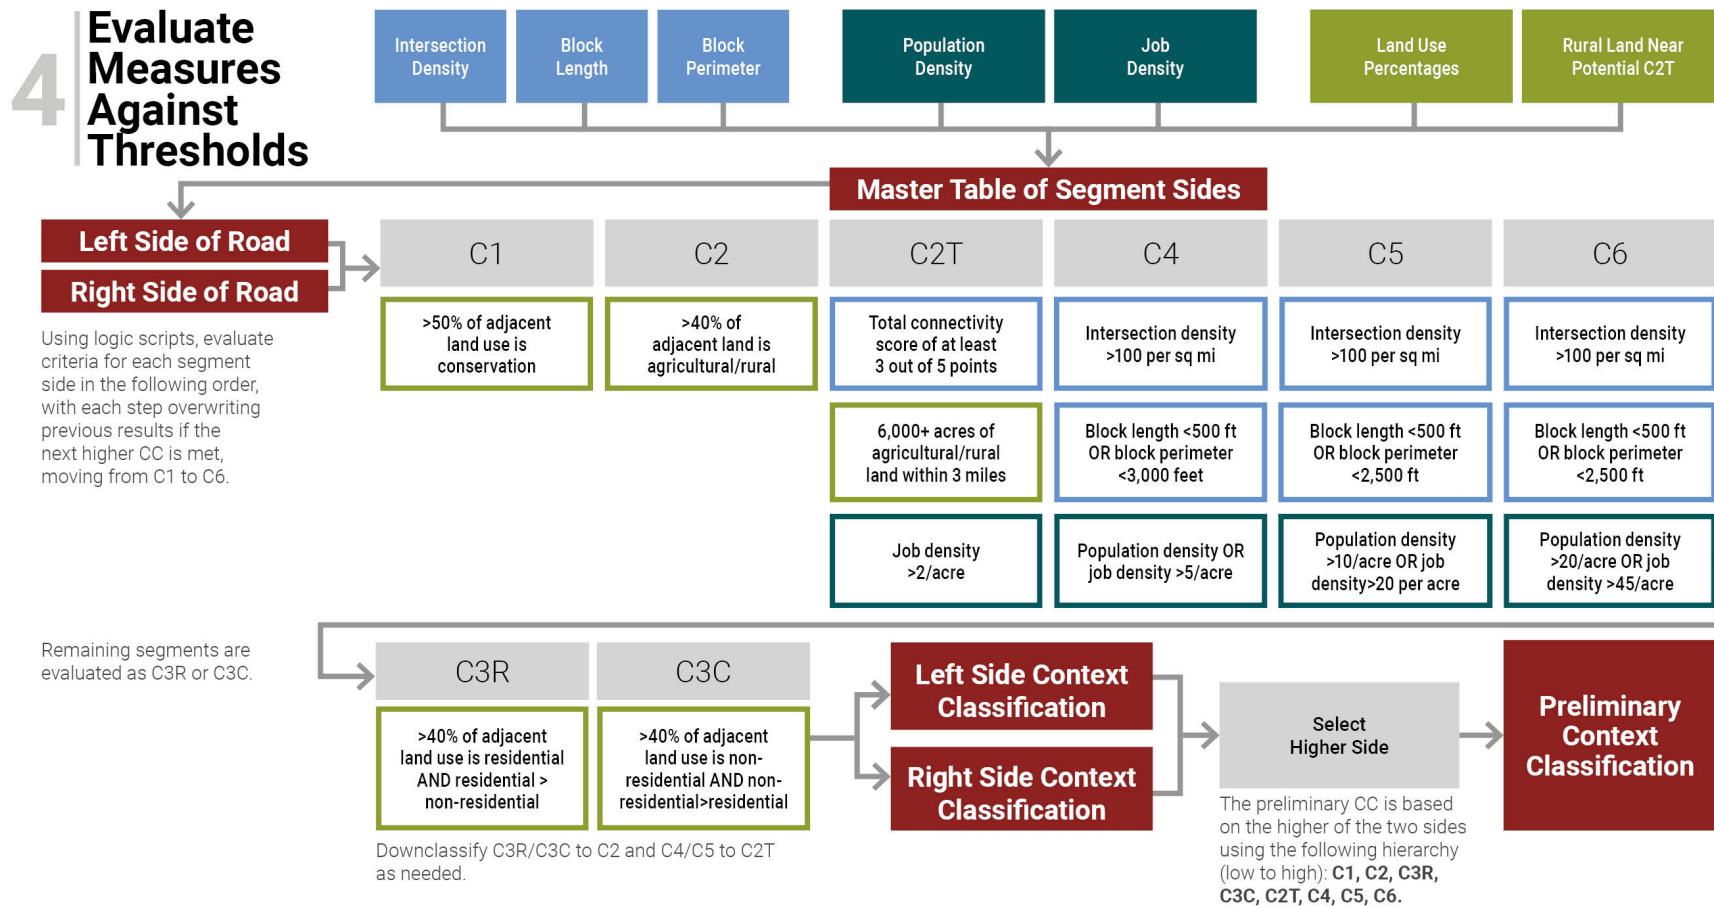 4
Evaluate
Measures
Against
Thresholds
Intersection
Density
Block
Length
Block
Perimeter
Population
Density
Job
Density
Land Use
Percentages
Rural Land Near
Potential C2T
Master Table of Segment Sides
Left Side of Road
Right Side of Road
Using logic scripts, evaluate
criteria for each segment
side in the following order,
with each step overwriting
previous results if the
next higher CC is met,
moving from C1 to C6.
C1
>50% of adjacent
land use is
conservation
C2
>40% of
adjacent land is
agricultural/rural
C2T
Total connectivity
score of at least
3 out of 5 points
6,000+ acres of
agricultural/rural
land within 3 miles
Job density
>2/acre
C4
Intersection density
>100 per sq mi
Block length <500 ft
OR block perimeter
<3,000 feet
Population density OR
job density >5/acre
C5
Intersection density
>100 per sq mi
Block length <500 ft
OR block perimeter
<2,500 ft
Population density
>10/acre OR job
density>20 per acre
C6
Intersection density
>100 per sq mi
Block length <500 ft
OR block perimeter
<2,500 ft
Population density
>20/acre OR job
density >45/acre
Remaining segments are
evaluated as C3R or C3C.
C3R
>40% of adjacent
land use is residential
AND residential >
non-residential
C3C
>40% of adjacent
land use is non-
residential AND non-
residential>residential
Downclassify C3R/C3C to C2 and C4/C5 to C2T
as needed.
Left Side Context
Classification
Right Side Context
Classification
Select
Higher Side
The preliminary CC is based
on the higher of the two sides
using the following hierarchy
(low to high): C1, C2, C3R,
C3C, C2T, C4, C5, C6.
Preliminary
Context
Classification